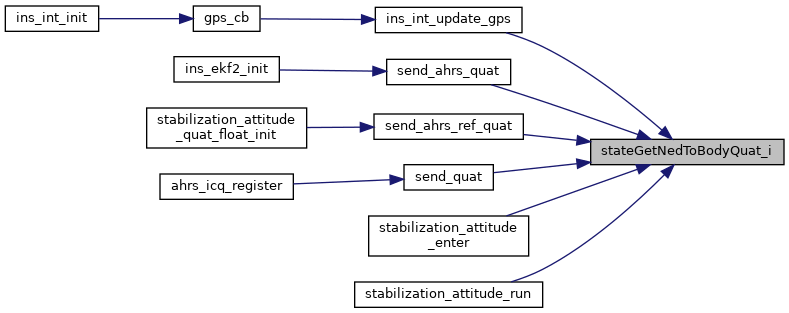 ins_int_init
gps_cb
ins_int_update_gps
ins_ekf2_init
send_ahrs_quat
stabilization_attitude
_quat_float_init
send_ahrs_ref_quat
stateGetNedToBodyQuat_i
ahrs_icq_register
send_quat
stabilization_attitude
_enter
stabilization_attitude_run